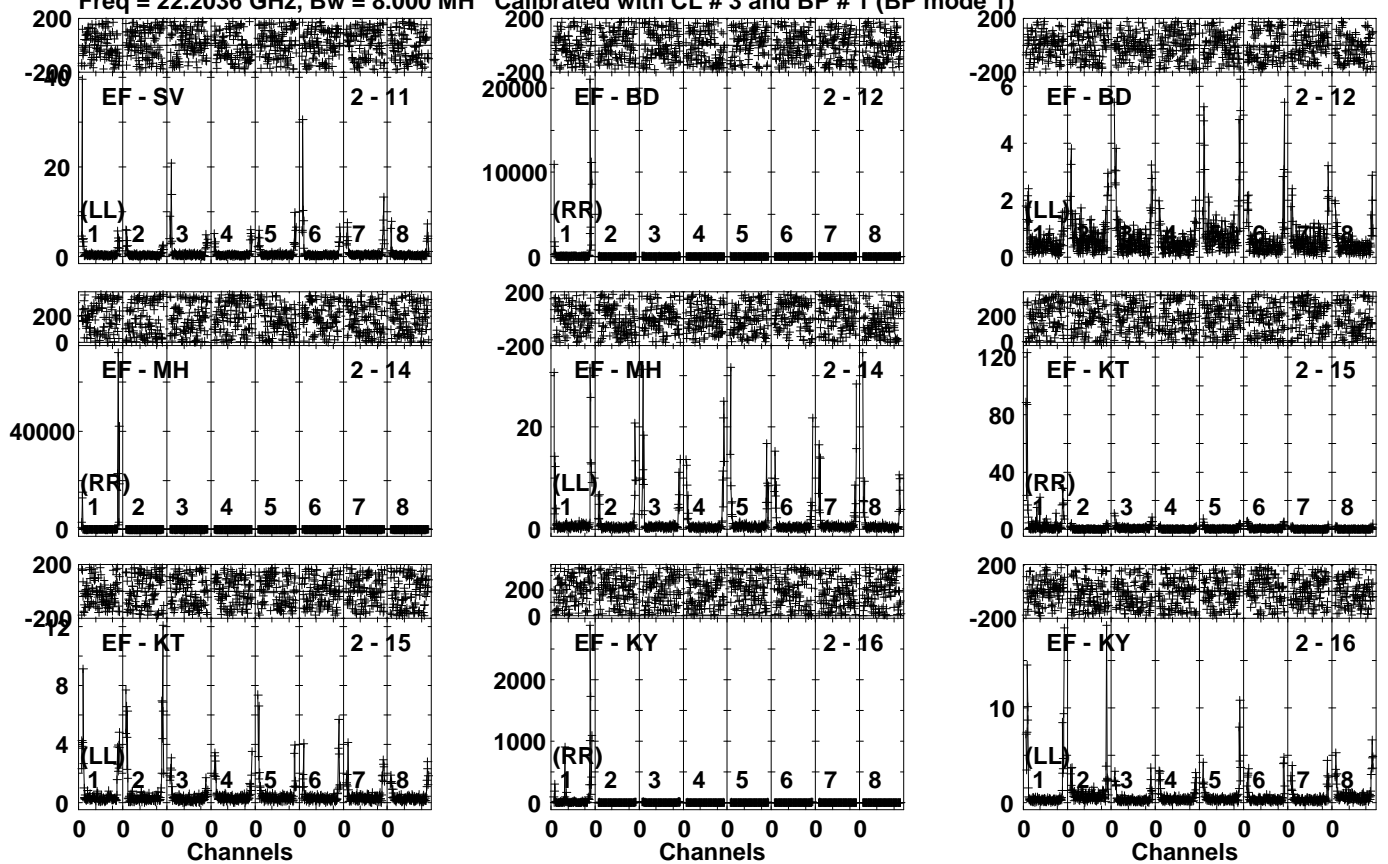 Freq = 22.2036 GHz, Bw = 8.000 MH Calibrated with CL # 3 and BP # 1 (BP mode 1)
200 200 200
-200 -200 -200
40 EF - SV 2 - 11
20
(LL)
1 2 3 4 5 6 7 8
0
20000 EF - BD 2 - 12
10000
(RR)
1 2 3 4 5 6 7 8
0
6 EF - BD 2 - 12
4
2
(LL)
1 2 3 4 5 6 7 8
0
200
0
EF - MH 2 - 14
40000
(RR)
1 2 3 4 5 6 7 8
0
200
-200
EF - MH 2 - 14
20
(LL)
1 2 3 4 5 6 7 8
0
200
0
120 EF - KT 2 - 15
80
40
(RR)
1 2 3 4 5 6 7 8
0
200
-200
12 EF - KT 2 - 15
8
4
(LL)
1 2 3 4 5 6 7 8
0
200
0
EF - KY 2 - 16
2000
1000
(RR)
1 2 3 4 5 6 7 8
0
200
-200
EF - KY 2 - 16
10
(LL)
1 2 3 4 5 6 7 8
0
0 0 0 0 0 0 0 0 0 0 0 0 0 0 0 0 0 0 0 0 0 0 0 0
Channels Channels Channels